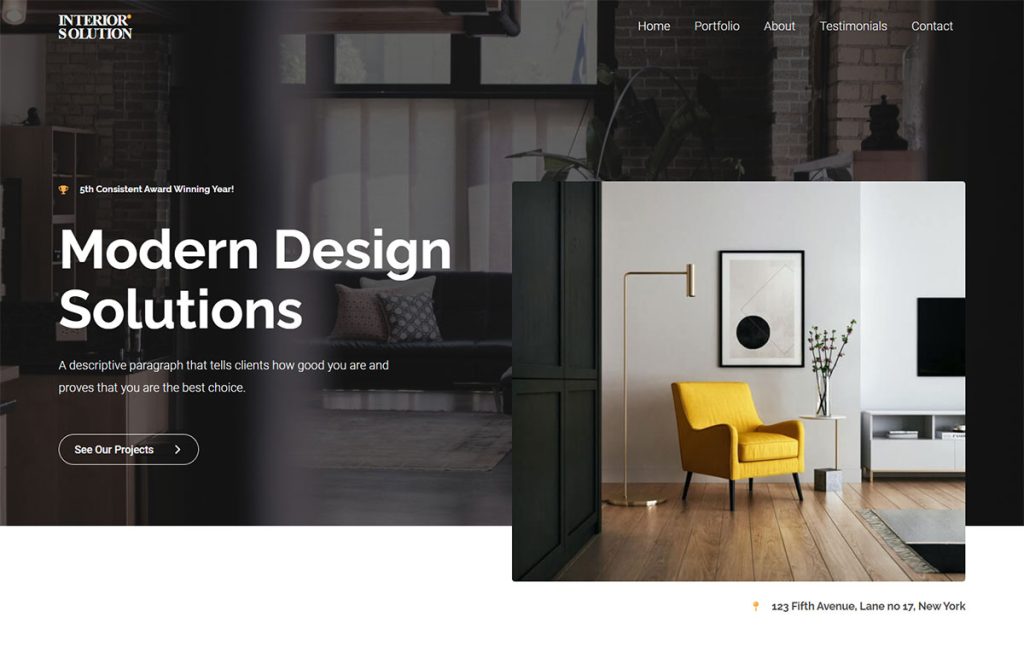 INTERIOR
SOLUTION
Home Portfolio About Testimonials Contact
5th Consistent Award Winning Year!
Modern Design
Solutions
A descriptive paragraph that tells clients how good you are and
proves that you are the best choice.
See Our Projects
123 Fifth Avenue, Lane no 17, New York